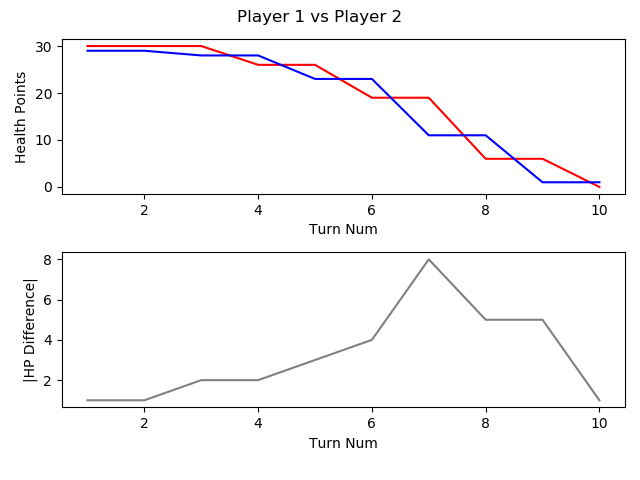 Player 1 vs Player 2
30
20
10
0
Health Points
2 4 6 8 10
Turn Num
8
6
4
2
|HP Difference|
2 4 6 8 10
Turn Num